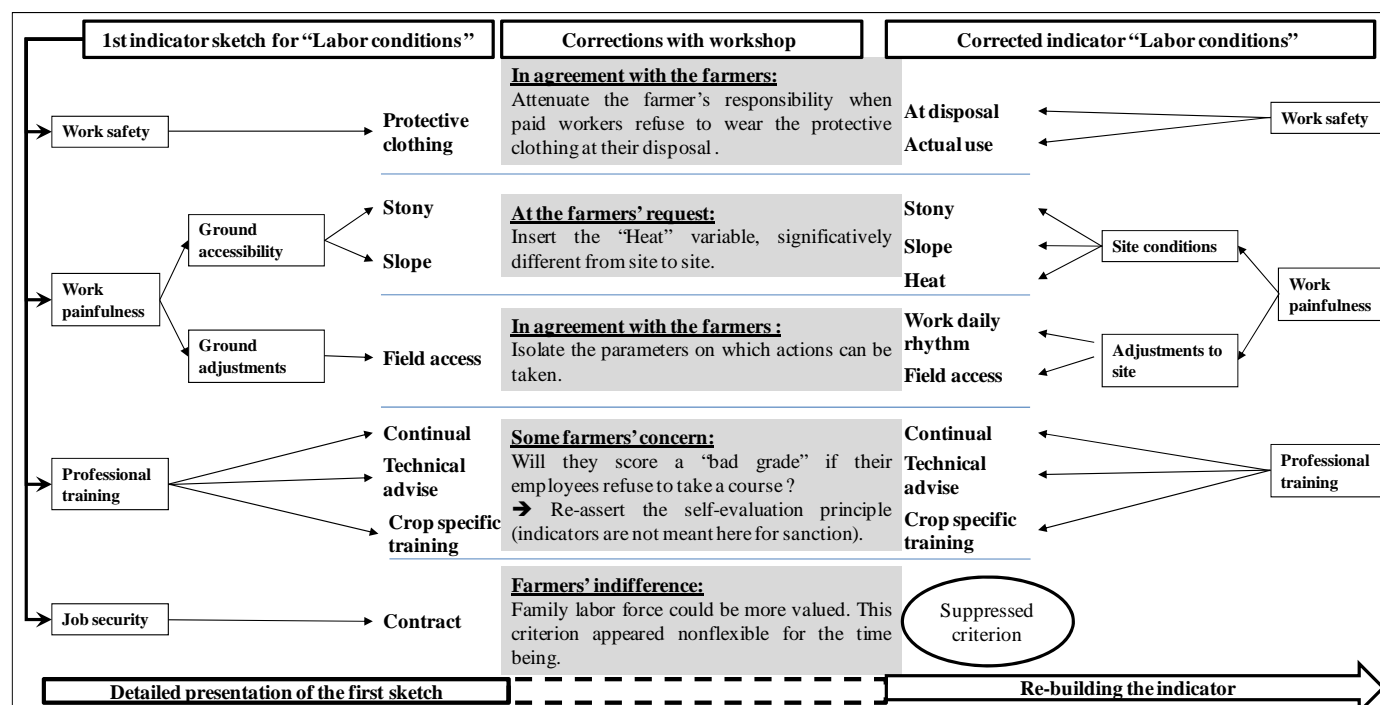 1st indicator sketch for “Labor conditions”
Corrections with workshop
Corrected indicator “Labor conditions”
Work safety
Protective
clothing
In agreement with the farmers:
Attenuate the farmer’s responsibility when
paid workers refuse to wear the protective
clothing at their disposal .
At disposal
Actual use
Work safety
Work
painfulness
Ground
accessibility
Stony
Slope
At the farmers’ request:
Insert the “Heat” variable, significatively
different from site to site.
Stony
Slope
Heat
Site conditions
Work
painfulness
Ground
adjustments
Field access
In agreement with the farmers :
Isolate the parameters on which actions can be
taken.
Work daily
rhythm
Field access
Adjustments to
site
Professional
training
Continual
Technical
advise
Crop specific
training
Some farmers’ concern:
Will they score a “bad grade” if their
employees refuse to take a course ?
➔ Re-assert the self-evaluation principle
(indicators are not meant here for sanction).
Continual
Technical
advise
Crop specific
training
Professional
training
Job security
Contract
Farmers’ indifference:
Family labor force could be more valued. This
criterion appeared nonflexible for the time
being.
Suppressed
criterion
Detailed presentation of the first sketch
Re-building the indicator